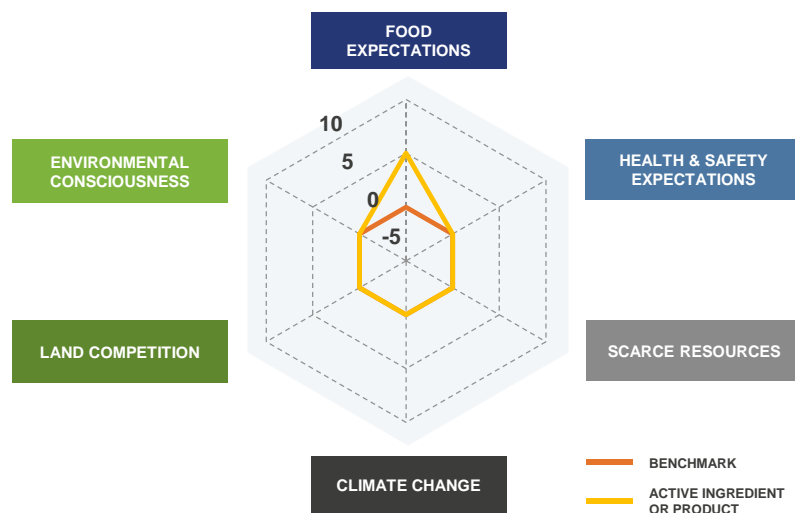 FOOD
EXPECTATIONS
10
ENVIRONMENTAL
CONSCIOUSNESS
HEALTH & SAFETY
EXPECTATIONS
5
0
-5
LAND COMPETITION
SCARCE RESOURCES
CLIMATE CHANGE
BENCHMARK
ACTIVE INGREDIENT
OR PRODUCT